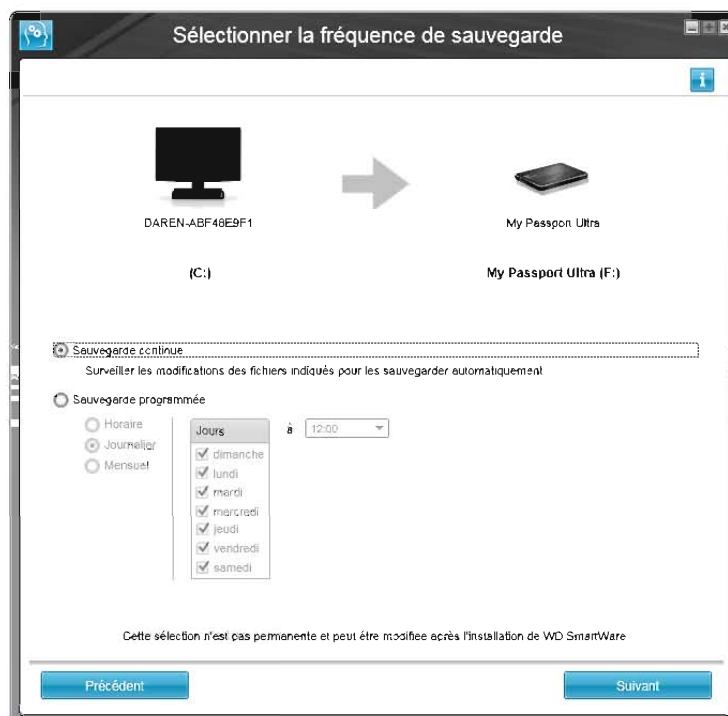 Sélectionner la fréquence de sauvegarde
DAREN-ABF48E9F1
My Passport Ultra
(C:)
My Passport Ultra (F:)
Sauvegarde continue
Surveiller les modifications des fichiers indiqués pour les sauvegarder automatiquement
Sauvegarde programmée
Horaire
Journalier
Mensuel
Jours
à
12:00
dimanche
lundi
mardi
mercredi
jeudi
vendredi
samedi
Cette sélection n'est pas permanente et peut être modifiée après l'installation de WD SmartWare
Précédent
Suivant